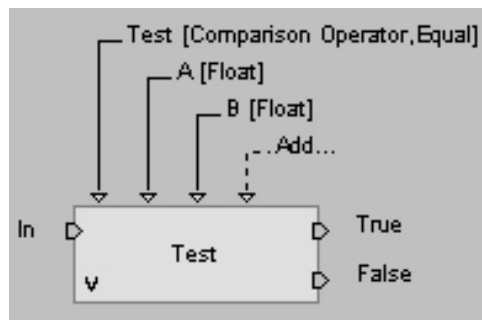 Test [Comparison Operator,Equal]
A [Float]
B [Float]
Add...
In
True
Test
False
V